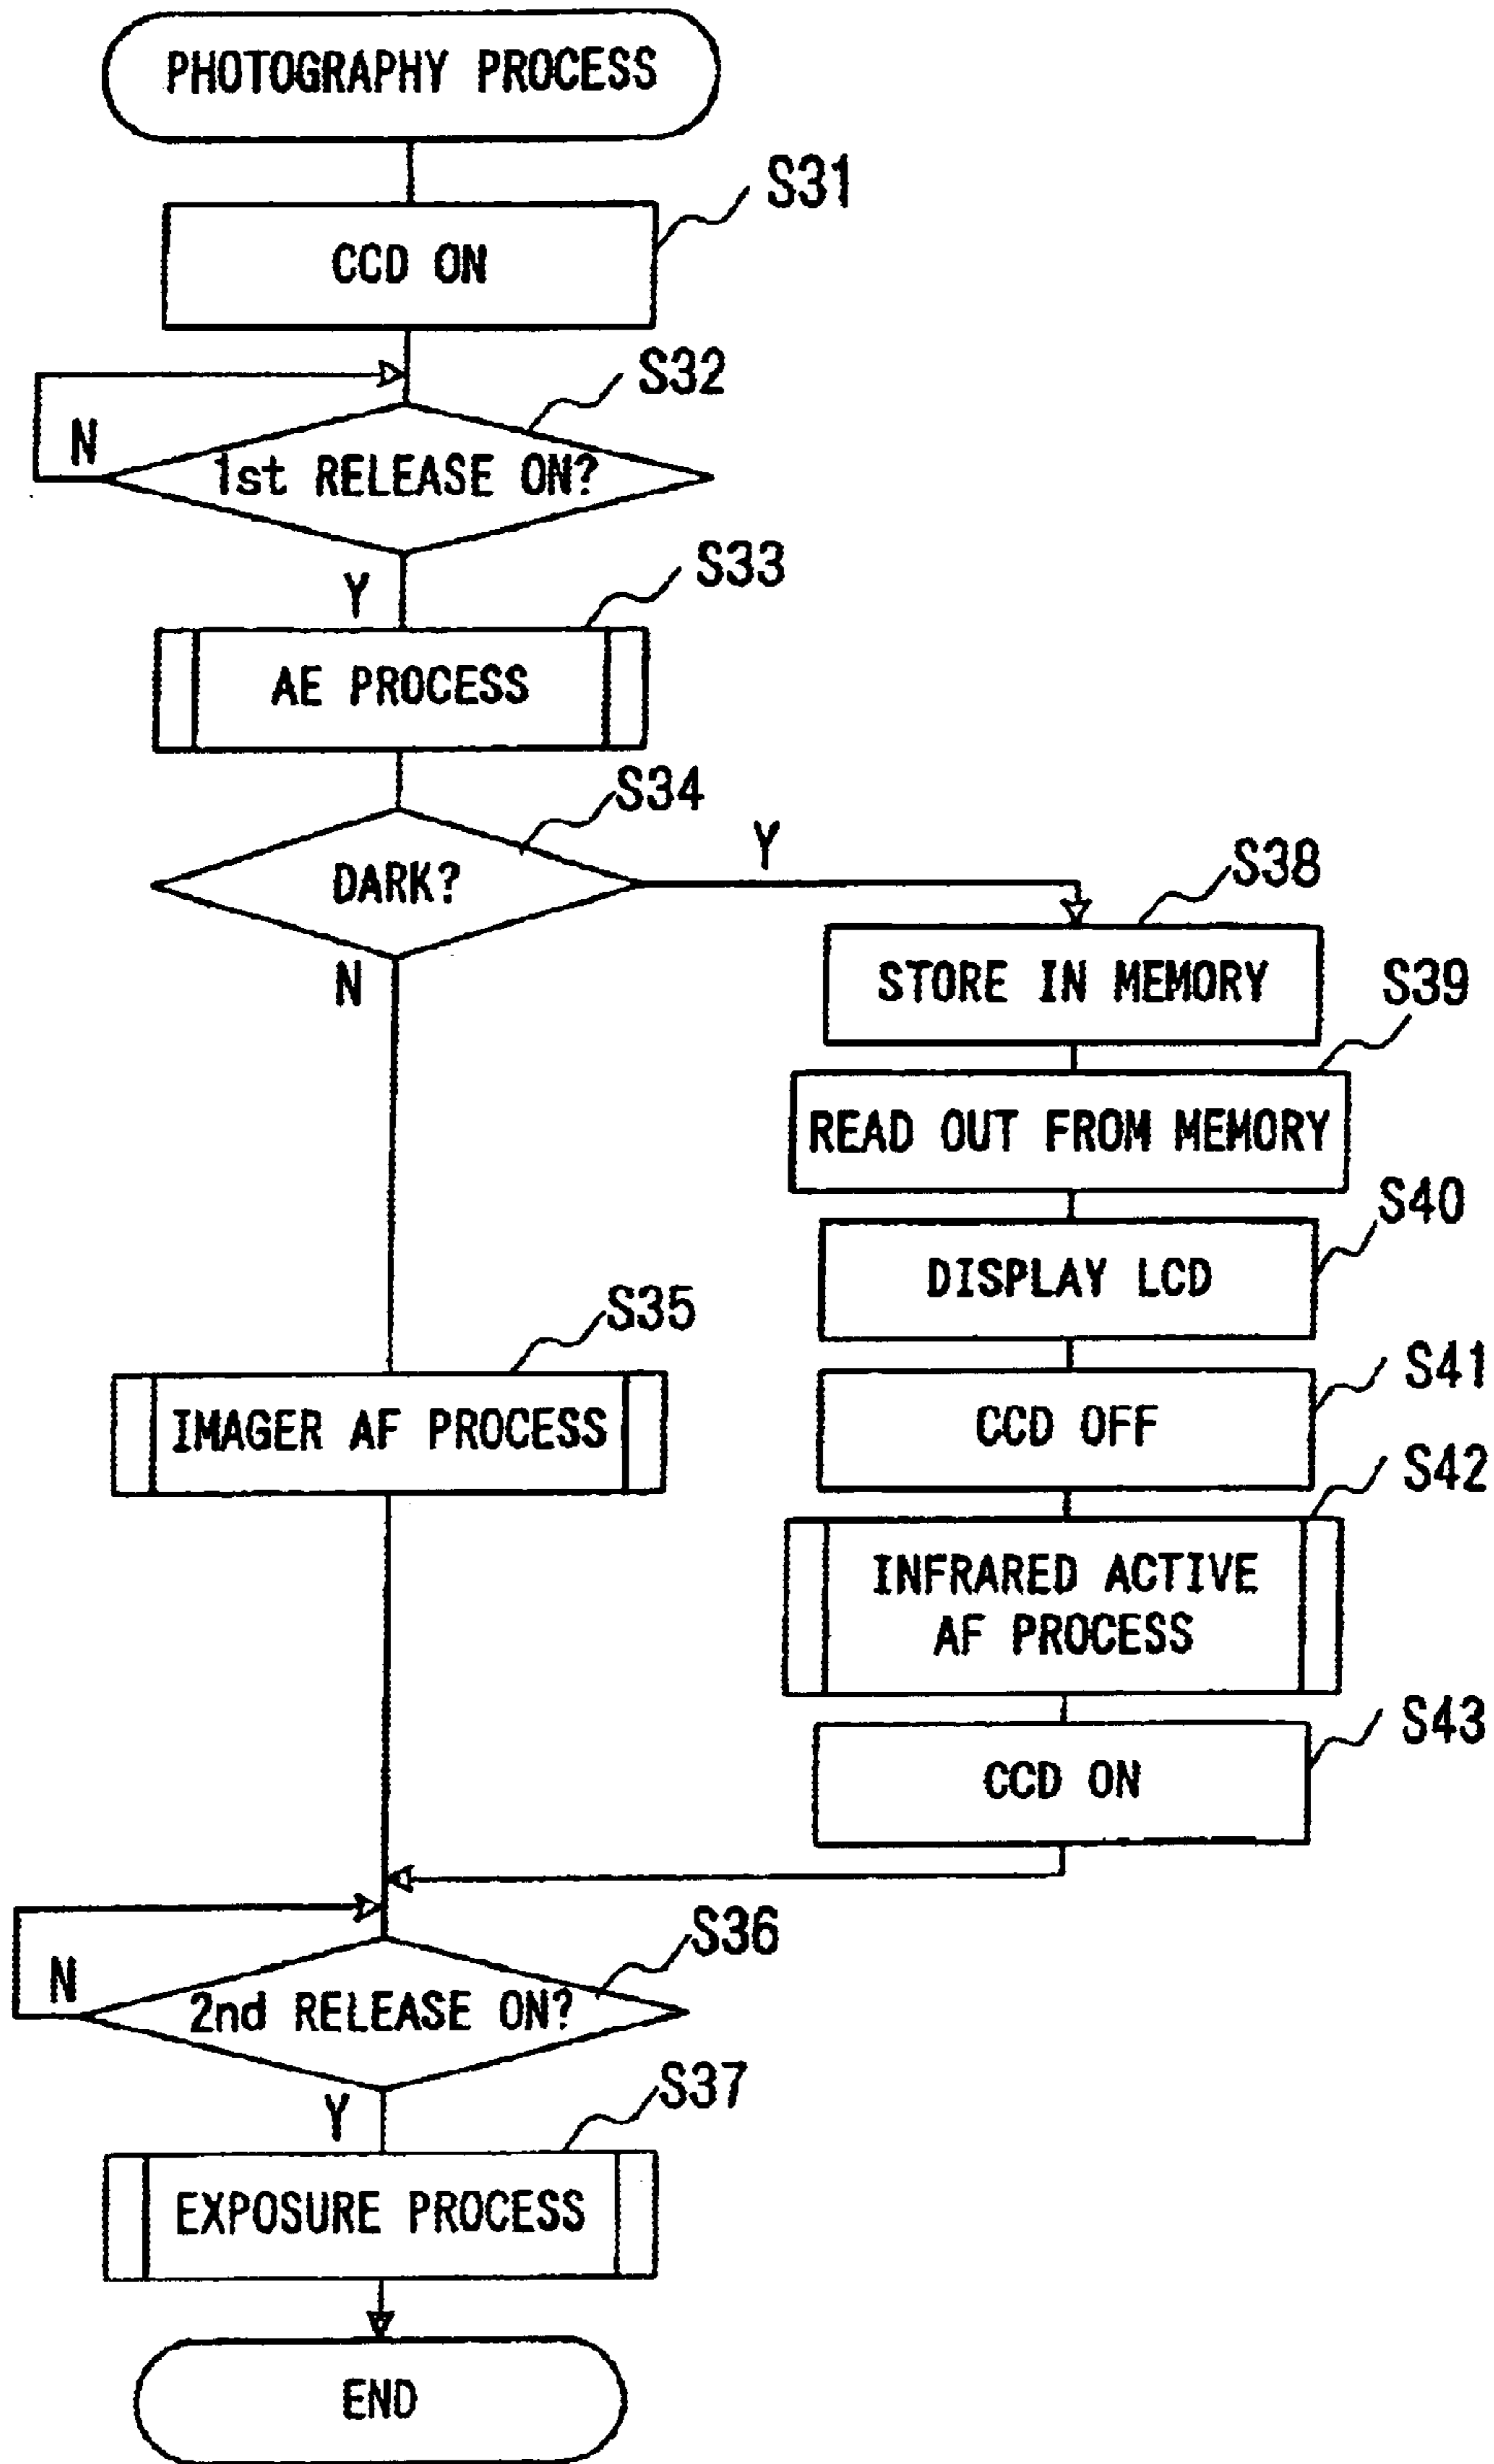 PHOTOGRAPHY PROCESS
S31
CCD ON
S32
N
1st RELEASE ON?
Y
S33
AE PROCESS
S34
DARK?
Y
N
S38
STORE IN MEMORY
S39
READ OUT FROM MEMORY
S40
DISPLAY LCD
S35
IMAGER AF PROCESS
S41
CCD OFF
S42
INFRARED ACTIVE
AF PROCESS
S43
CCD ON
S36
N
2nd RELEASE ON?
Y
S37
EXPOSURE PROCESS
END